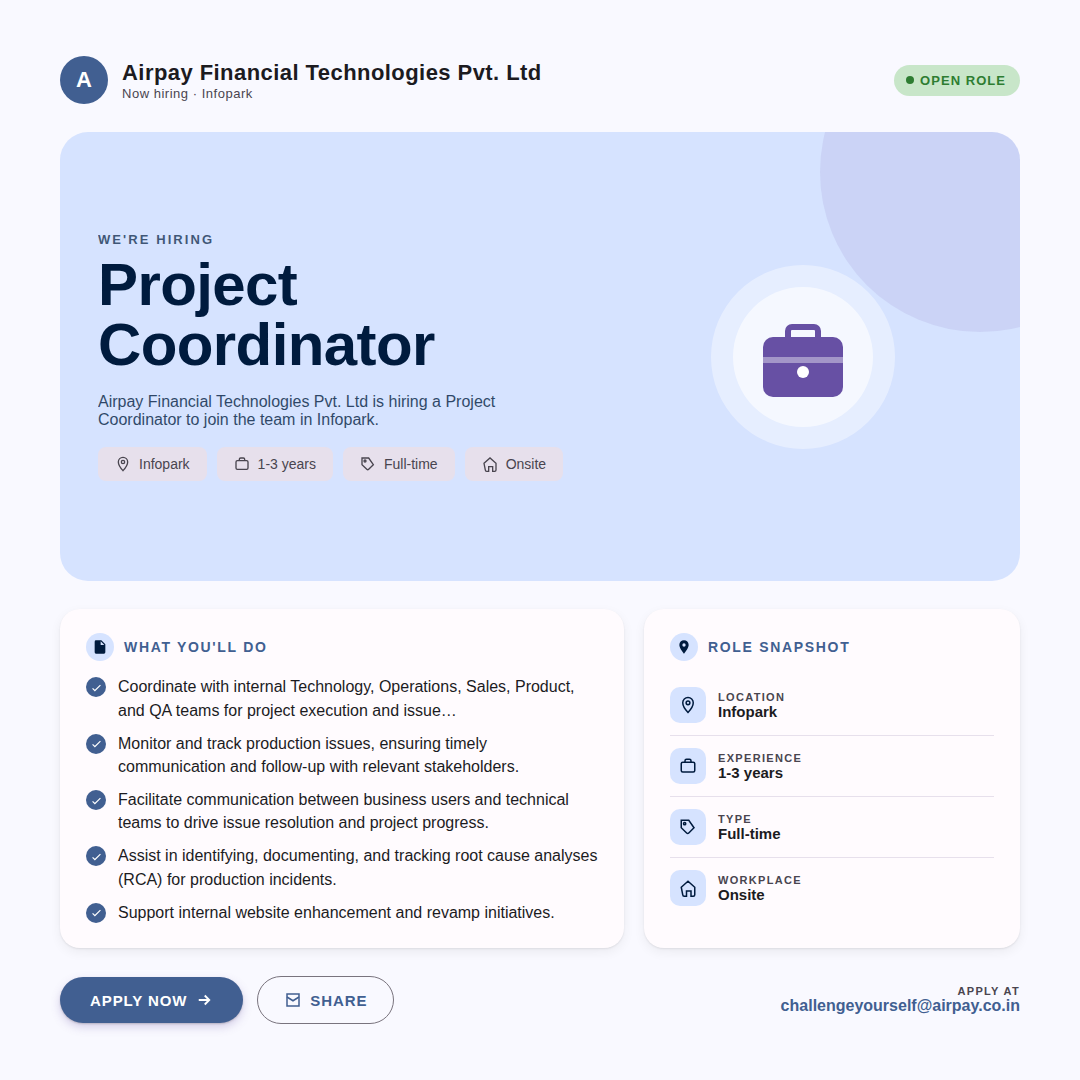 A
Airpay Financial Technologies Pvt. Ltd
Now hiring · Infopark
OPEN ROLE
WE'RE HIRING
Project
Coordinator
Airpay Financial Technologies Pvt. Ltd is hiring a Project
Coordinator to join the team in Infopark.
Infopark
1-3 years
Full-time
Onsite
WHAT YOU'LL DO
Coordinate with internal Technology, Operations, Sales, Product,
and QA teams for project execution and issue…
Monitor and track production issues, ensuring timely
communication and follow-up with relevant stakeholders.
Facilitate communication between business users and technical
teams to drive issue resolution and project progress.
Assist in identifying, documenting, and tracking root cause analyses
(RCA) for production incidents.
Support internal website enhancement and revamp initiatives.
ROLE SNAPSHOT
LOCATION
Infopark
EXPERIENCE
1-3 years
TYPE
Full-time
WORKPLACE
Onsite
APPLY NOW
SHARE
APPLY AT
challengeyourself@airpay.co.in